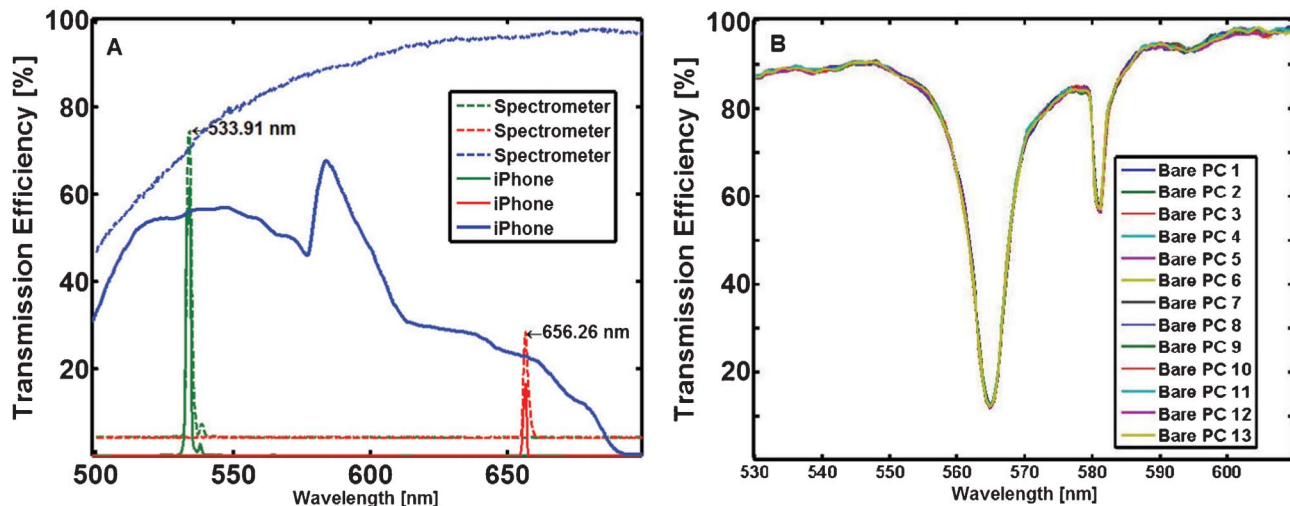 A
Transmission Efficiency [%]
100
80
60
40
20
←533.91 nm
←656.26 nm
Spectrometer
Spectrometer
Spectrometer
iPhone
iPhone
iPhone
500
550
600
650
Wavelength [nm]
B
Transmission Efficiency [%]
100
80
60
40
20
Bare PC 1
Bare PC 2
Bare PC 3
Bare PC 4
Bare PC 5
Bare PC 6
Bare PC 7
Bare PC 8
Bare PC 9
Bare PC 10
Bare PC 11
Bare PC 12
Bare PC 13
530
540
550
560
570
580
590
600
Wavelength [nm]